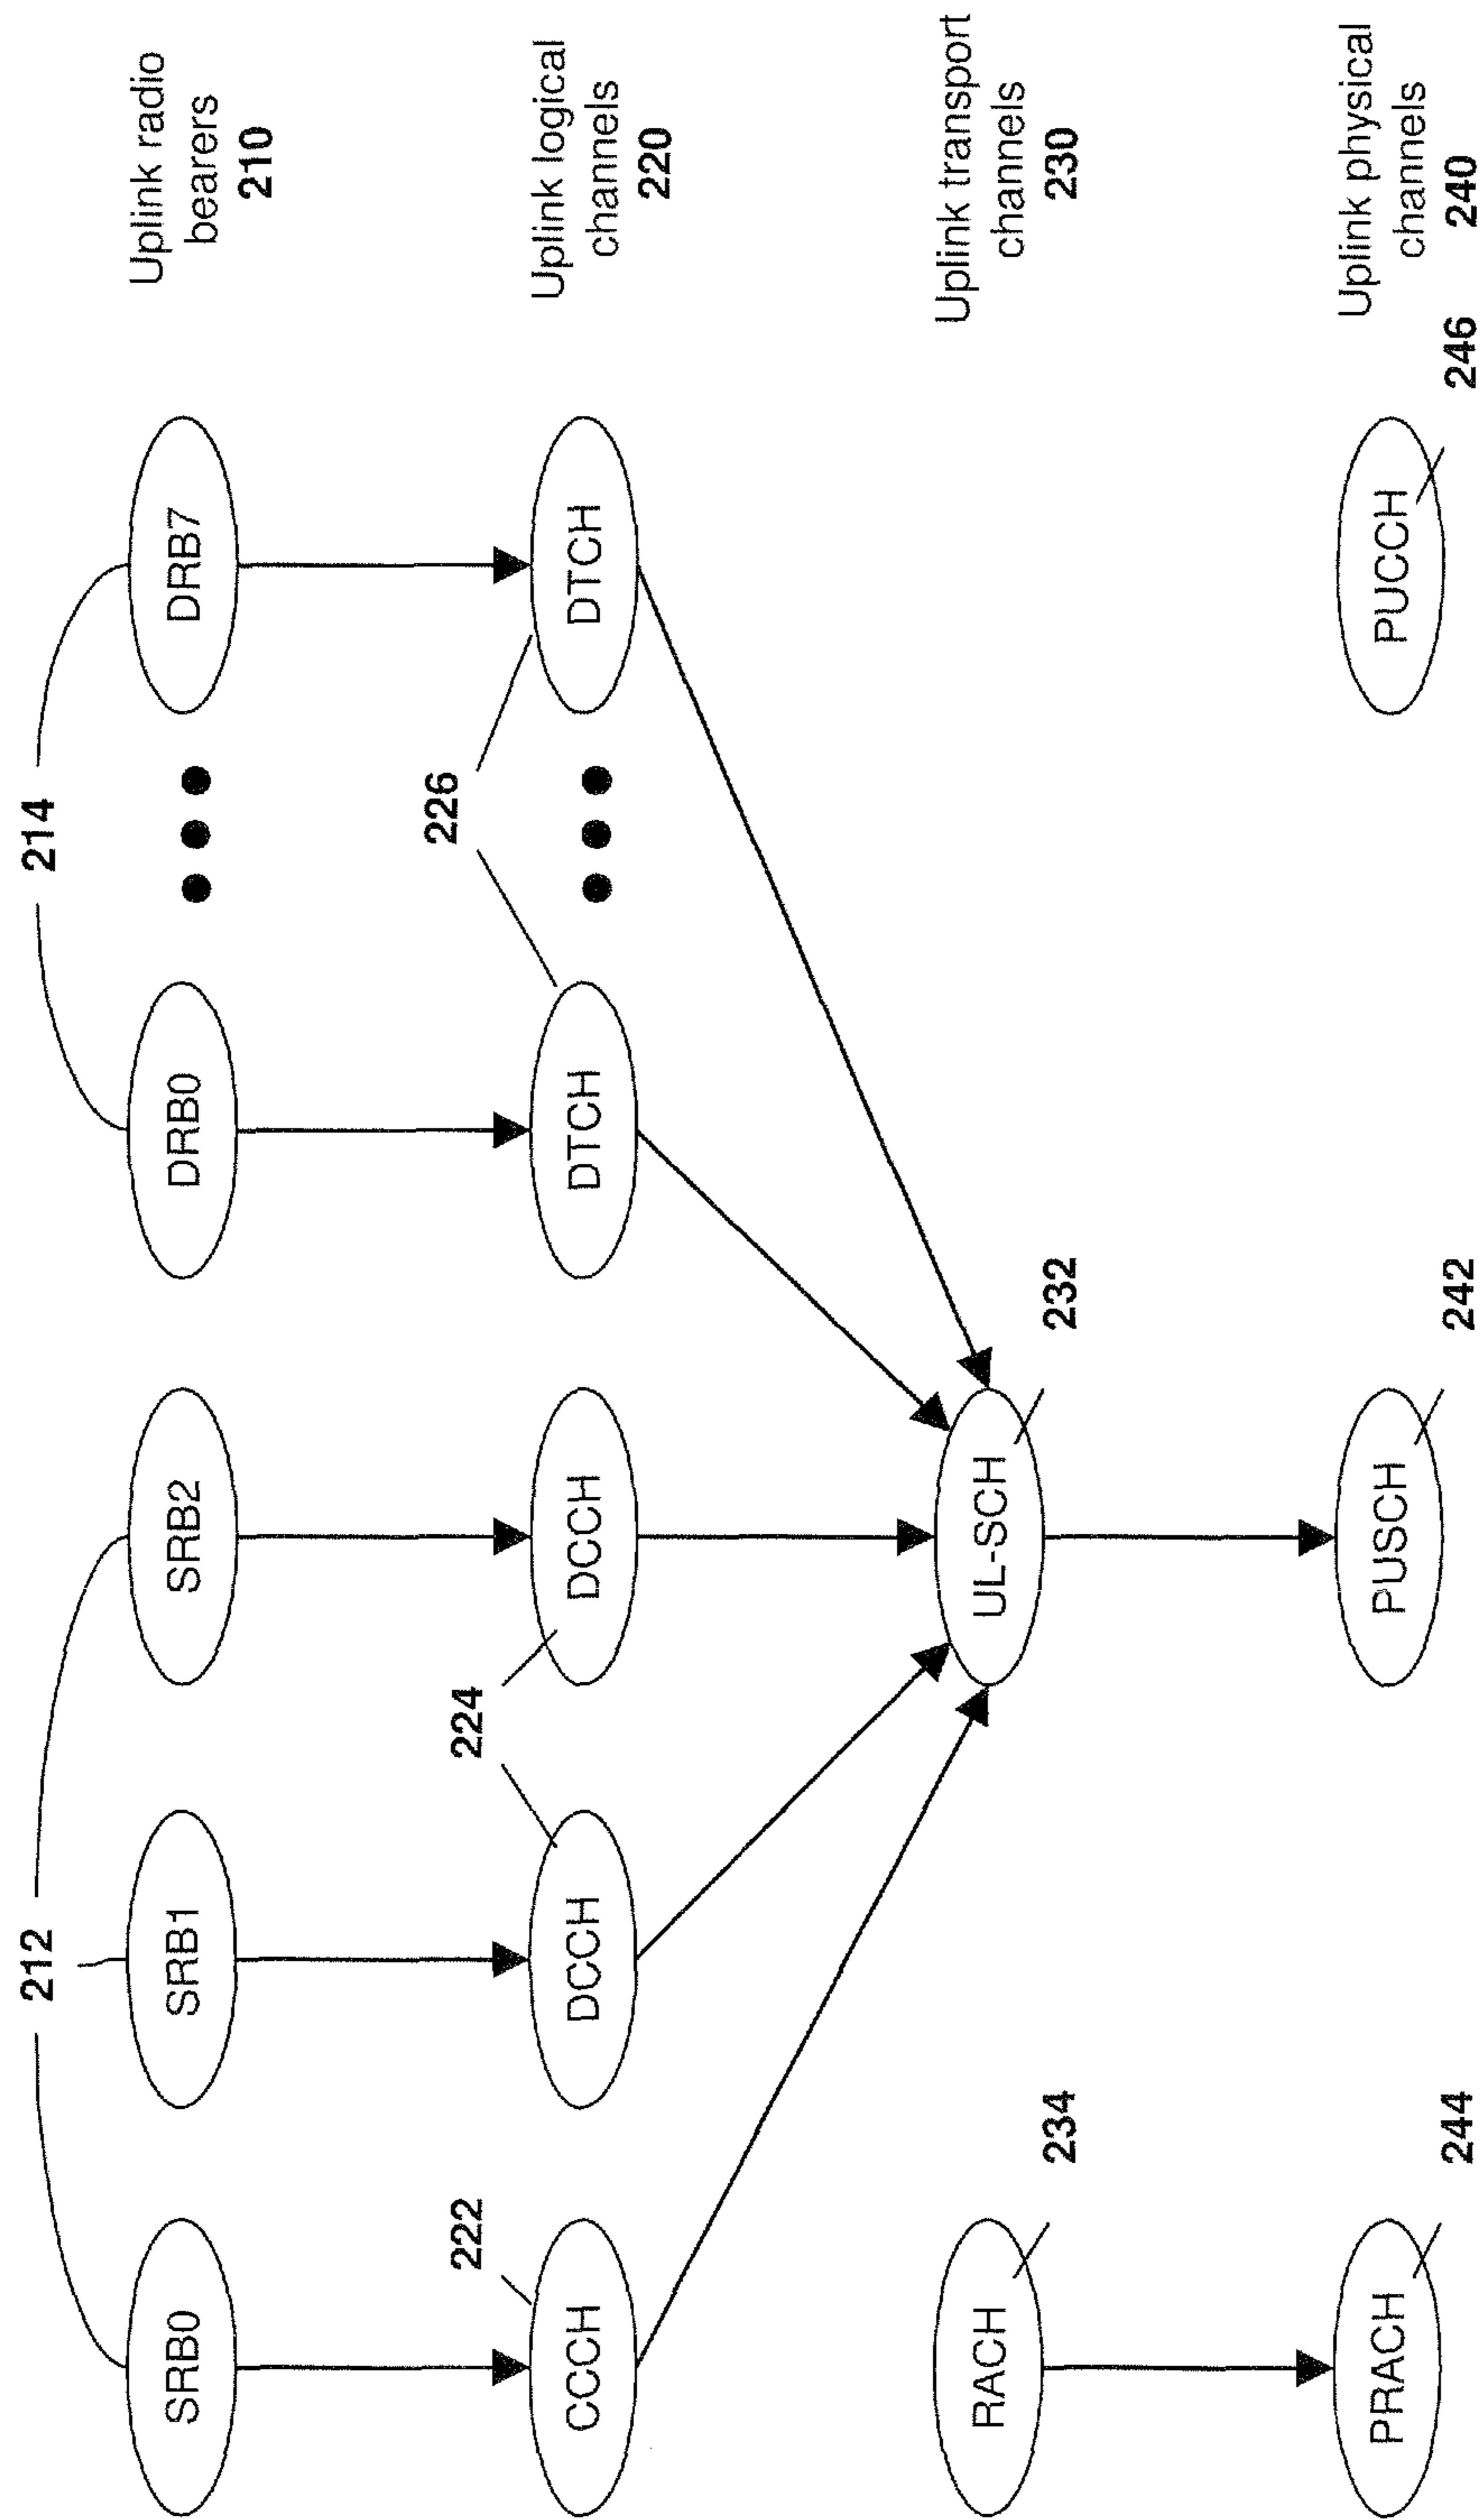 212
214
SRB0
SRB1
SRB2
DRB0
DRB7
Uplink radio
bearers
210
222
224
226
CCCH
DCCH
DCCH
DTCH
DTCH
Uplink logical
channels
220
RACH
UL-SCH
Uplink transport
channels
234
232
230
PRACH
PUSCH
PUCCH
Uplink physical
channels
244
242
246
240